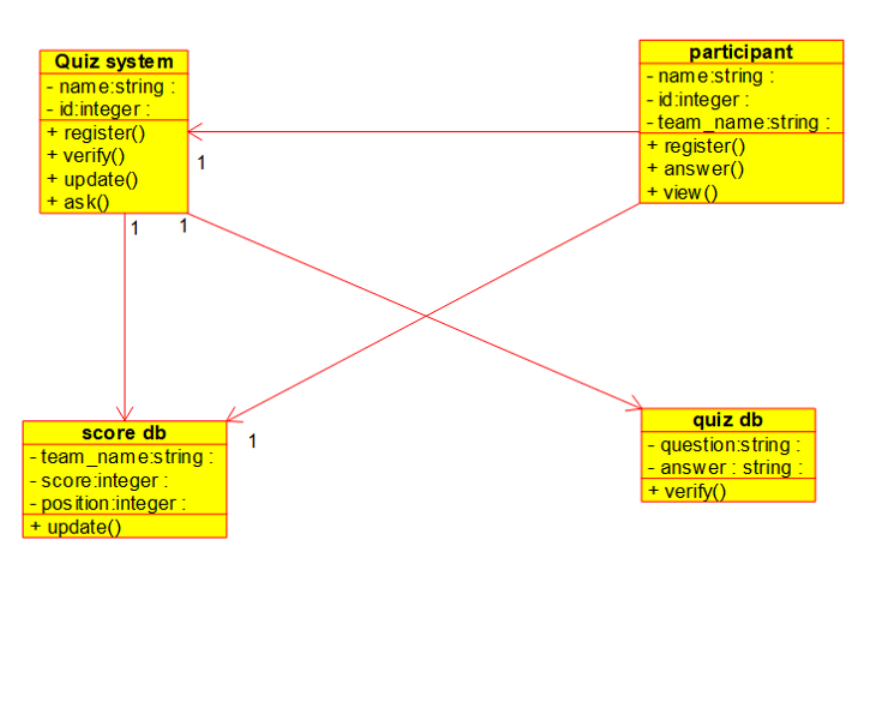 Quiz system
- name:string :
- id:integer :
+ register()
+ verify()
+ update()
+ ask()
participant
- name:string :
- id:integer :
- team_name:string :
+ register()
+ answer()
+ view()
1
1
1
score db
- team_name:string :
- score:integer :
- position:integer :
+ update()
1
quiz db
- question:string :
- answer : string :
+ verify()